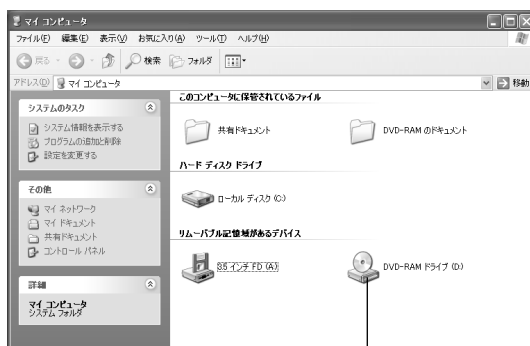 マイ コンピュータ
ファイル(F) 編集(E) 表示(V) お気に入り(A) ツール(T) ヘルプ(H)
戻る 検索 フォルダ
アドレス(D) マイ コンピュータ 移動
システムのタスク
システム情報を表示する
プログラムの追加と削除
設定を変更する
その他
マイ ネットワーク
マイ ドキュメント
共有ドキュメント
コントロール パネル
詳細
マイ コンピュータ
システム フォルダ
このコンピュータに保管されているファイル
共有ドキュメント DVD-RAM のドキュメント
ハード ディスク ドライブ
ローカル ディスク (C:)
リムーバブル記憶域があるデバイス
3.5 インチ FD (A:) DVD-RAM ドライブ (D:)